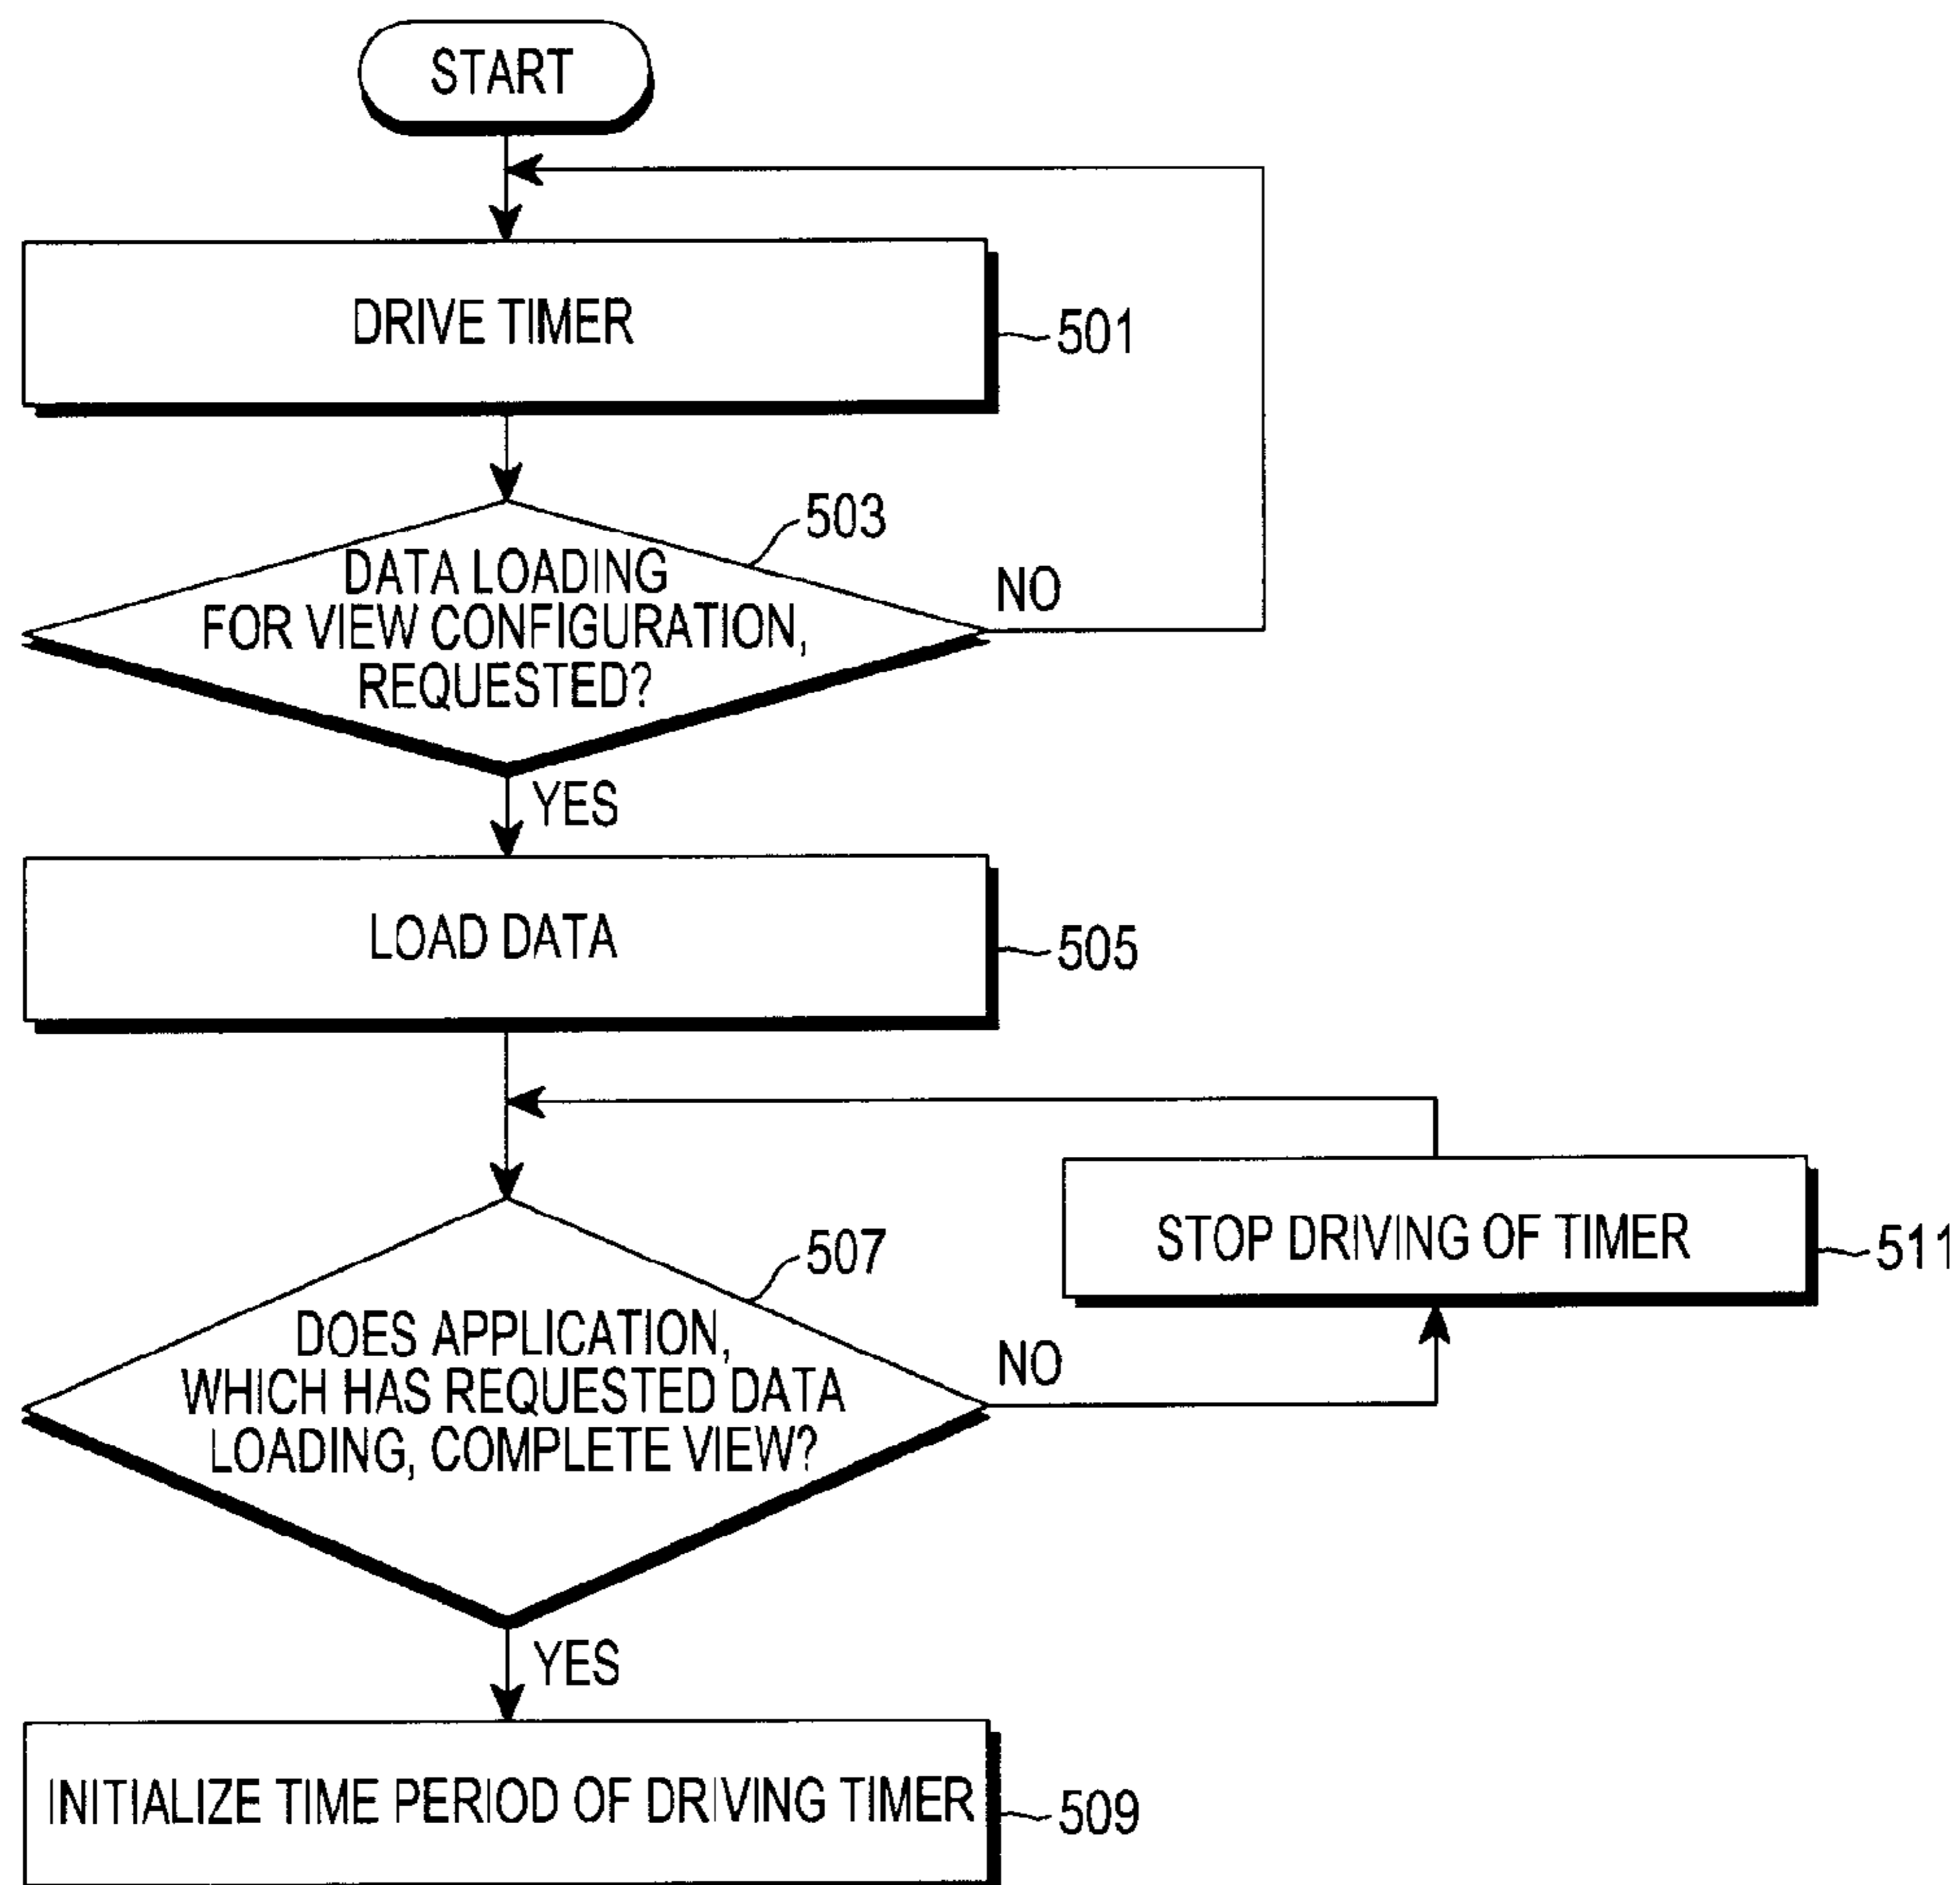 START
DRIVE TIMER
501
503
DATA LOADING
FOR VIEW CONFIGURATION,
REQUESTED?
NO
YES
LOAD DATA
505
STOP DRIVING OF TIMER
511
507
DOES APPLICATION,
WHICH HAS REQUESTED DATA
LOADING, COMPLETE VIEW?
NO
YES
INITIALIZE TIME PERIOD OF DRIVING TIMER
509